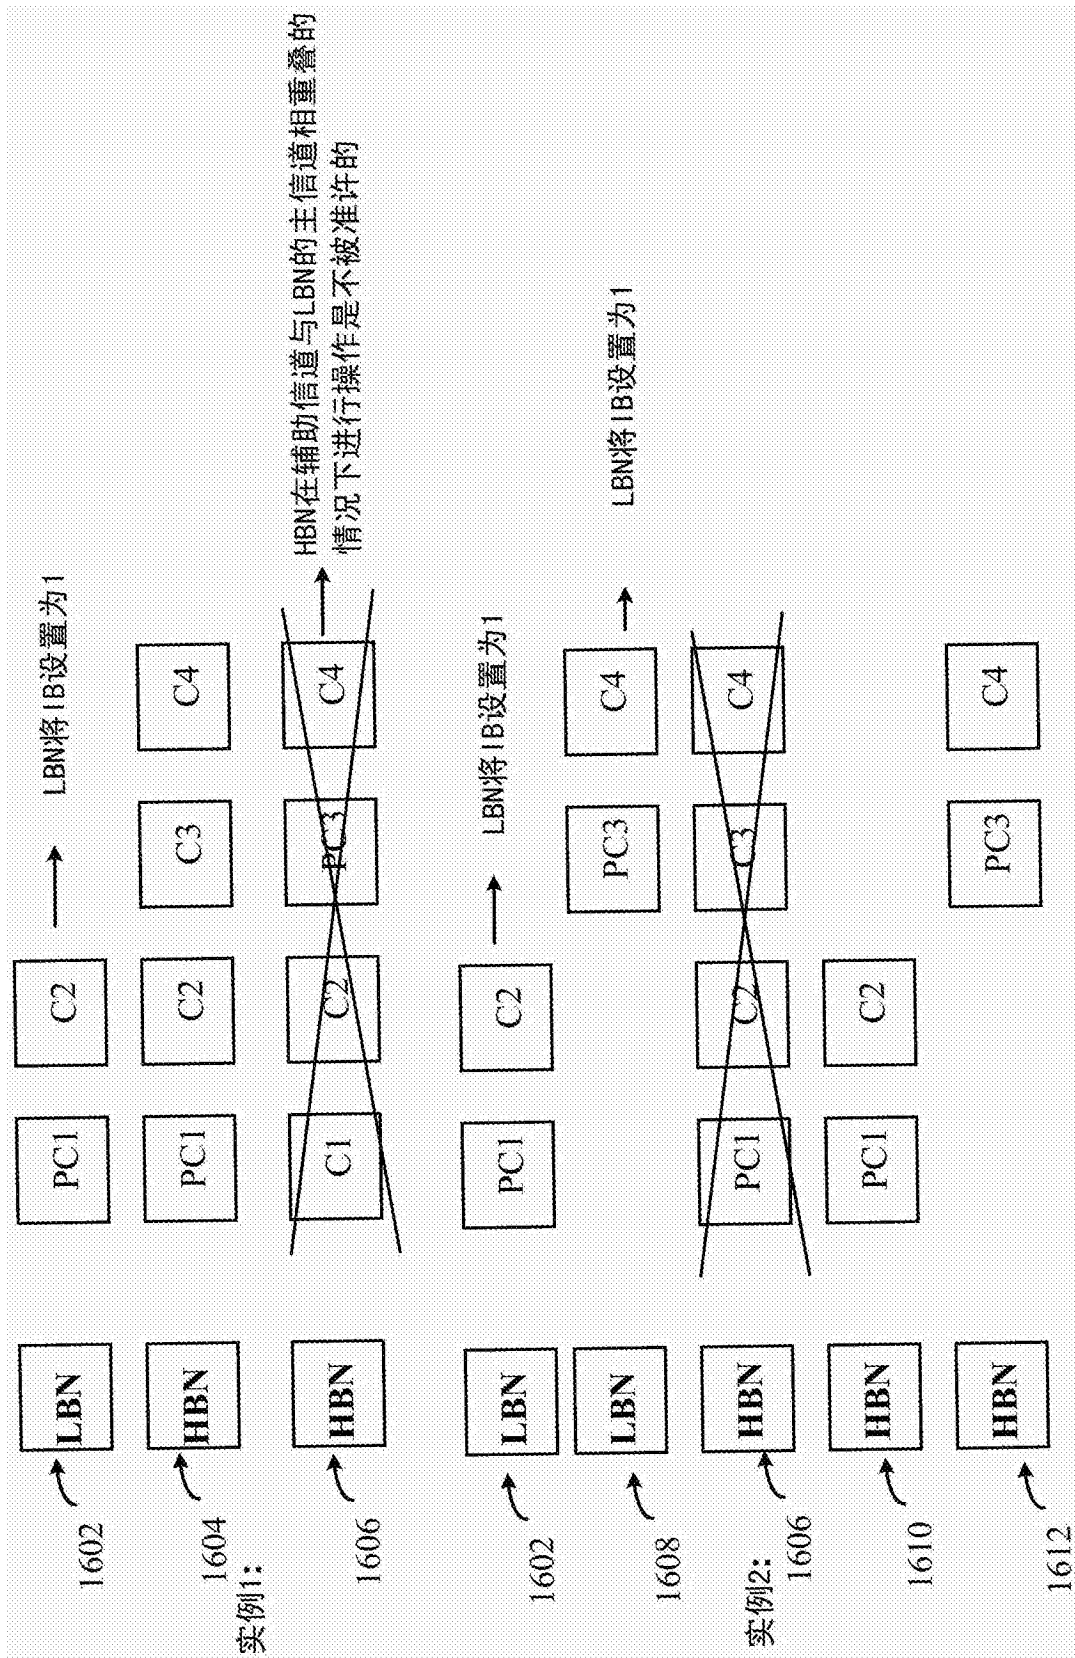 实例1:
1602
LBN
PC1
C2
LBN将IB设置为1
1604
HBN
PC1
C2
C3
C4
1606
HBN
C1
C2
PC3
C4
HBN在辅助信道与LBN的主信道相重叠的
情况下进行操作是不被准许的
实例2:
1602
LBN
PC1
C2
LBN将IB设置为1
1608
LBN
PC3
C4
LBN将IB设置为1
1606
HBN
PC1
C2
C3
C4
1610
HBN
PC1
C2
1612
HBN
PC3
C4